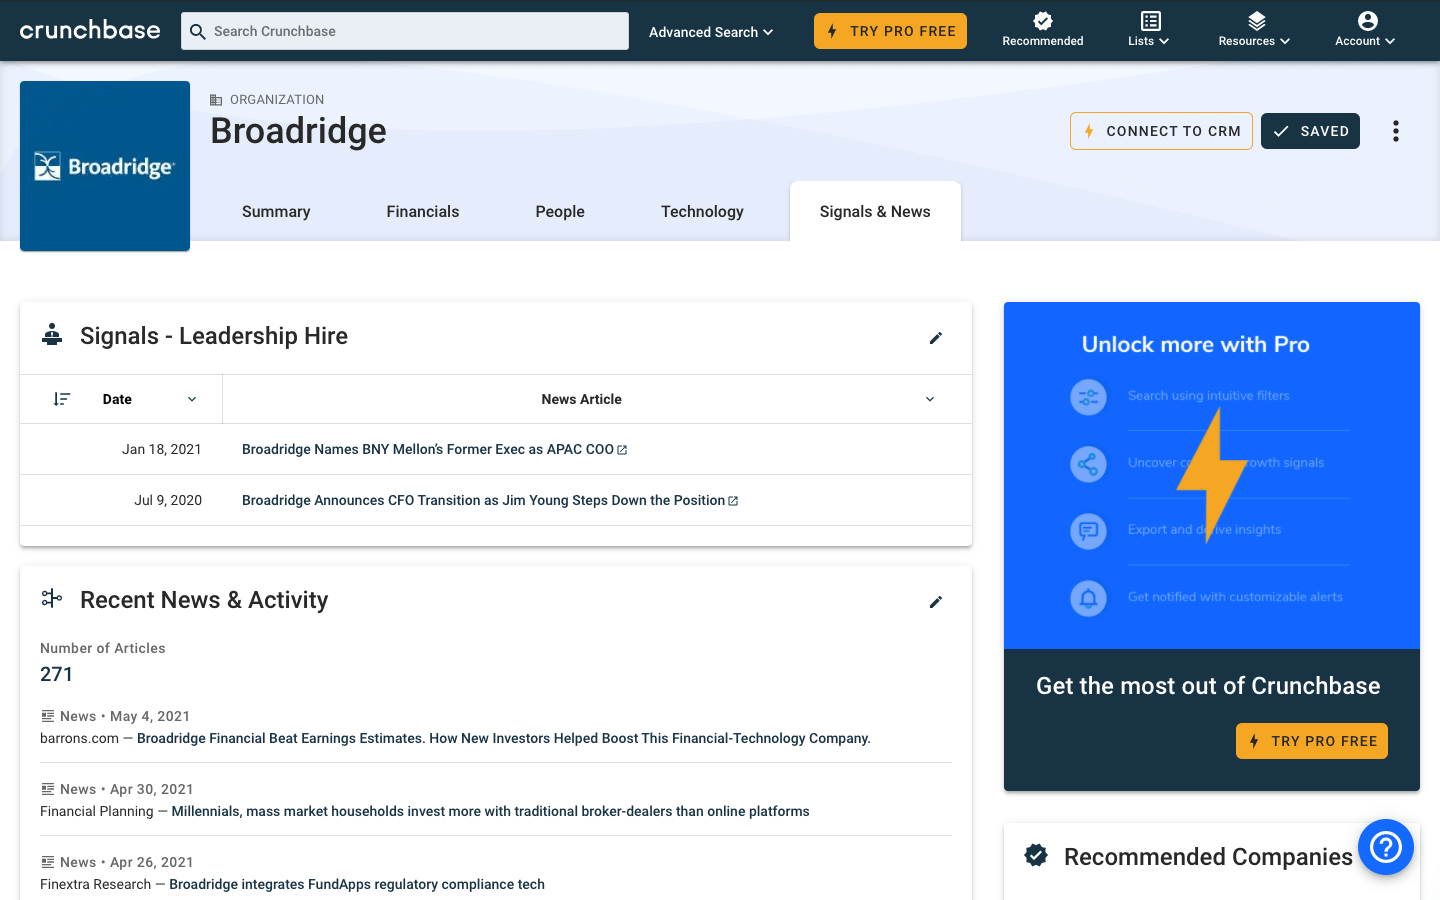 crunchbase
Search Crunchbase
Advanced Search
TRY PRO FREE
Recommended
Lists
Resources
Account
Broadridge
ORGANIZATION
Broadridge
CONNECT TO CRM
SAVED
Summary
Financials
People
Technology
Signals & News
Signals - Leadership Hire
Date
News Article
Jan 18, 2021
Broadridge Names BNY Mellon’s Former Exec as APAC COO
Jul 9, 2020
Broadridge Announces CFO Transition as Jim Young Steps Down the Position
Recent News & Activity
Number of Articles
271
News • May 4, 2021
barrons.com — Broadridge Financial Beat Earnings Estimates. How New Investors Helped Boost This Financial-Technology Company.
News • Apr 30, 2021
Financial Planning — Millennials, mass market households invest more with traditional broker-dealers than online platforms
News • Apr 26, 2021
Finextra Research — Broadridge integrates FundApps regulatory compliance tech
Unlock more with Pro
Search using intuitive filters
Uncover signals
Export and insights
Get notified with customizable alerts
Get the most out of Crunchbase
TRY PRO FREE
Recommended Companies